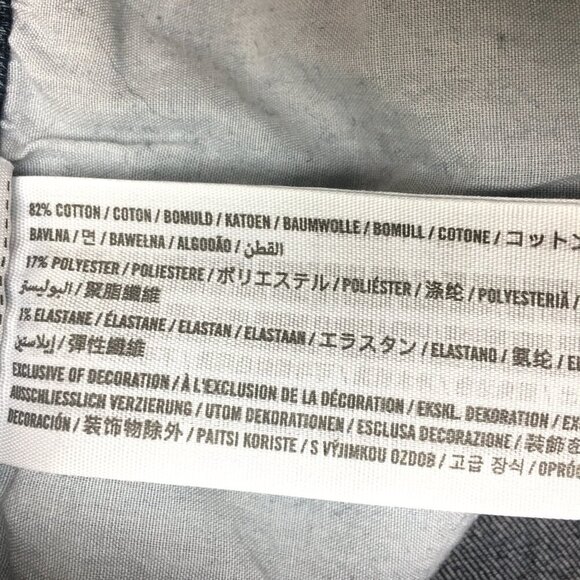 82% COTTON / COTON / BOMULD / KATOEN / BAUMWOLLE / BOMULL / COTONE / コットン
BAVLNA / 면 / BAWEŁNA / ALGODÃO / القطن
17% POLYESTER / POLIESTERE / ポリエステル / POLIÉSTER / 涤纶 / POLYESTERIÄ /
البوليستر / 聚脂纖維
1% ELASTANE / ÉLASTANE / ELASTAN / ELASTAAN / エラスタン / ELASTANO / 氨纶 /
إيلاستين / 彈性纖維
EXCLUSIVE OF DECORATION / À L'EXCLUSION DE LA DÉCORATION / EKSKL. DEKORATION /
AUSSCHLIESSLICH VERZIERUNG / UTOM DEKORATIONEN / ESCLUSA DECORAZIONE / 装飾を
DECORACIÓN / 装饰物除外 / PAITSI KORISTE / S VÝJIMKOU OZDOB / 고급 장식 /